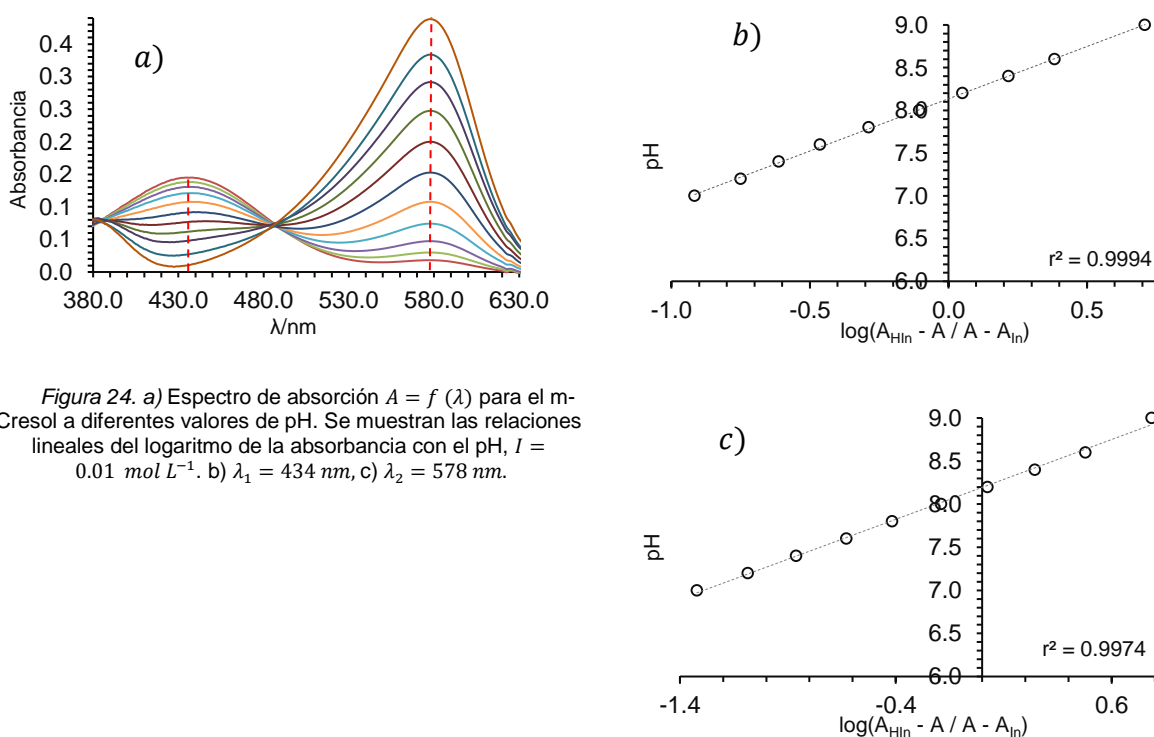 a)
Absorbancia
0.4
0.3
0.3
0.2
0.2
0.1
0.1
0.0
380.0 430.0 480.0 530.0 580.0 630.0
λ/nm
b)
pH
9.0
8.5
8.0
7.5
7.0
6.5
6.0
r² = 0.9994
-1.0 -0.5 0.0 0.5
log(A_HIn - A / A - A_In)
Figura 24. a) Espectro de absorción A = f (λ) para el m-
Cresol a diferentes valores de pH. Se muestran las relaciones
lineales del logaritmo de la absorbancia con el pH, I =
0.01 mol L⁻¹. b) λ₁ = 434 nm, c) λ₂ = 578 nm.
c)
pH
9.0
8.5
8.0
7.5
7.0
6.5
6.0
r² = 0.9974
-1.4 -0.4 0.6
log(A_HIn - A / A - A_In)